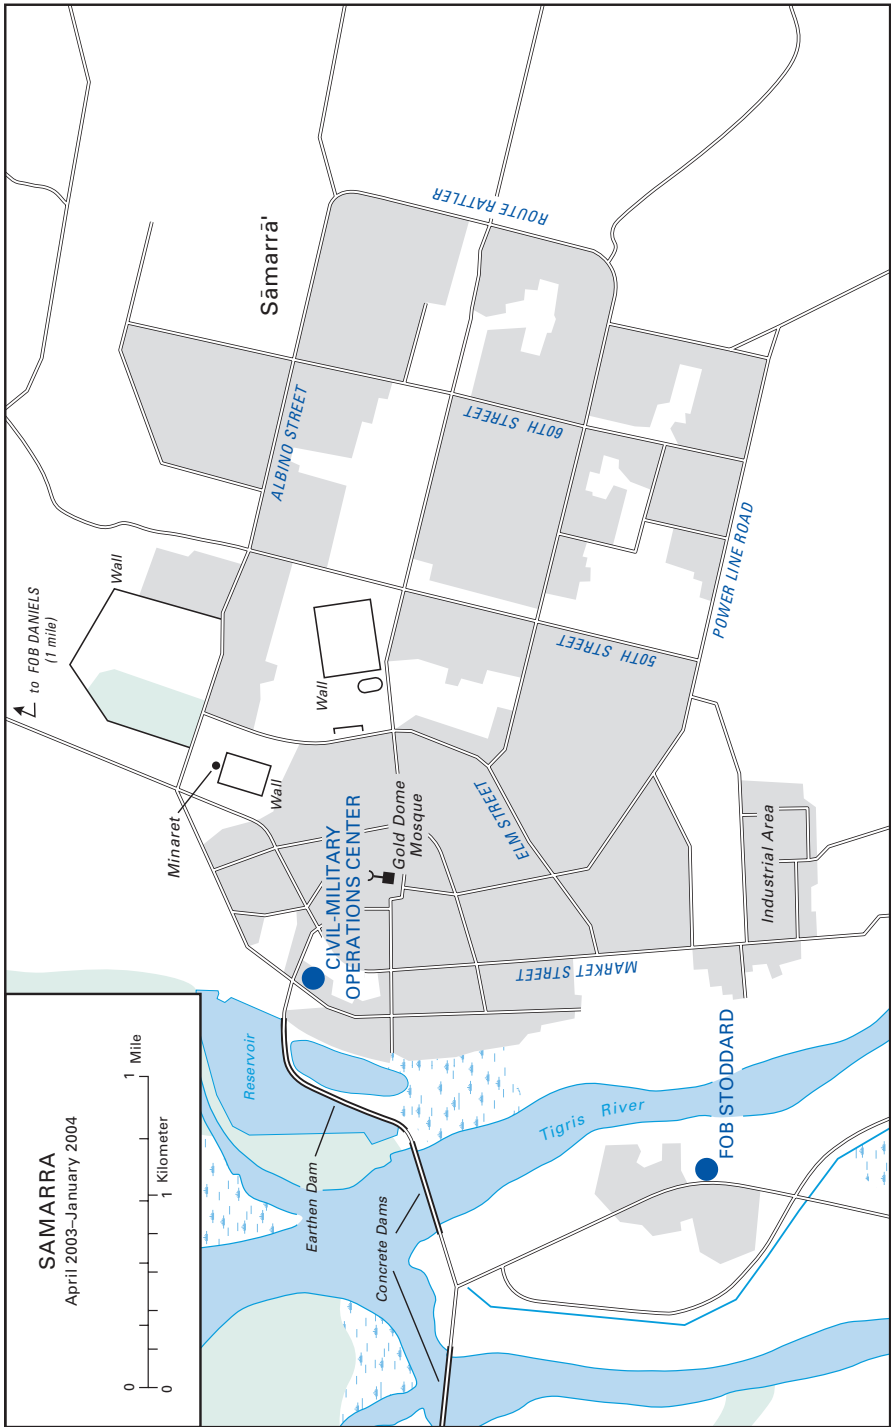 SAMARRA
April 2003–January 2004
0
1
Mile
0
1
Kilometer
to FOB DANIELS
(1 mile)
Wall
Sāmarrā'
ALBINO STREET
ROUTE RATTLER
60TH STREET
50TH STREET
POWER LINE ROAD
Wall
Minaret
Wall
CIVIL-MILITARY
OPERATIONS CENTER
Gold Dome
Mosque
ELM STREET
MARKET STREET
Industrial Area
Reservoir
Earthen Dam
Concrete Dams
Tigris River
FOB STODDARD